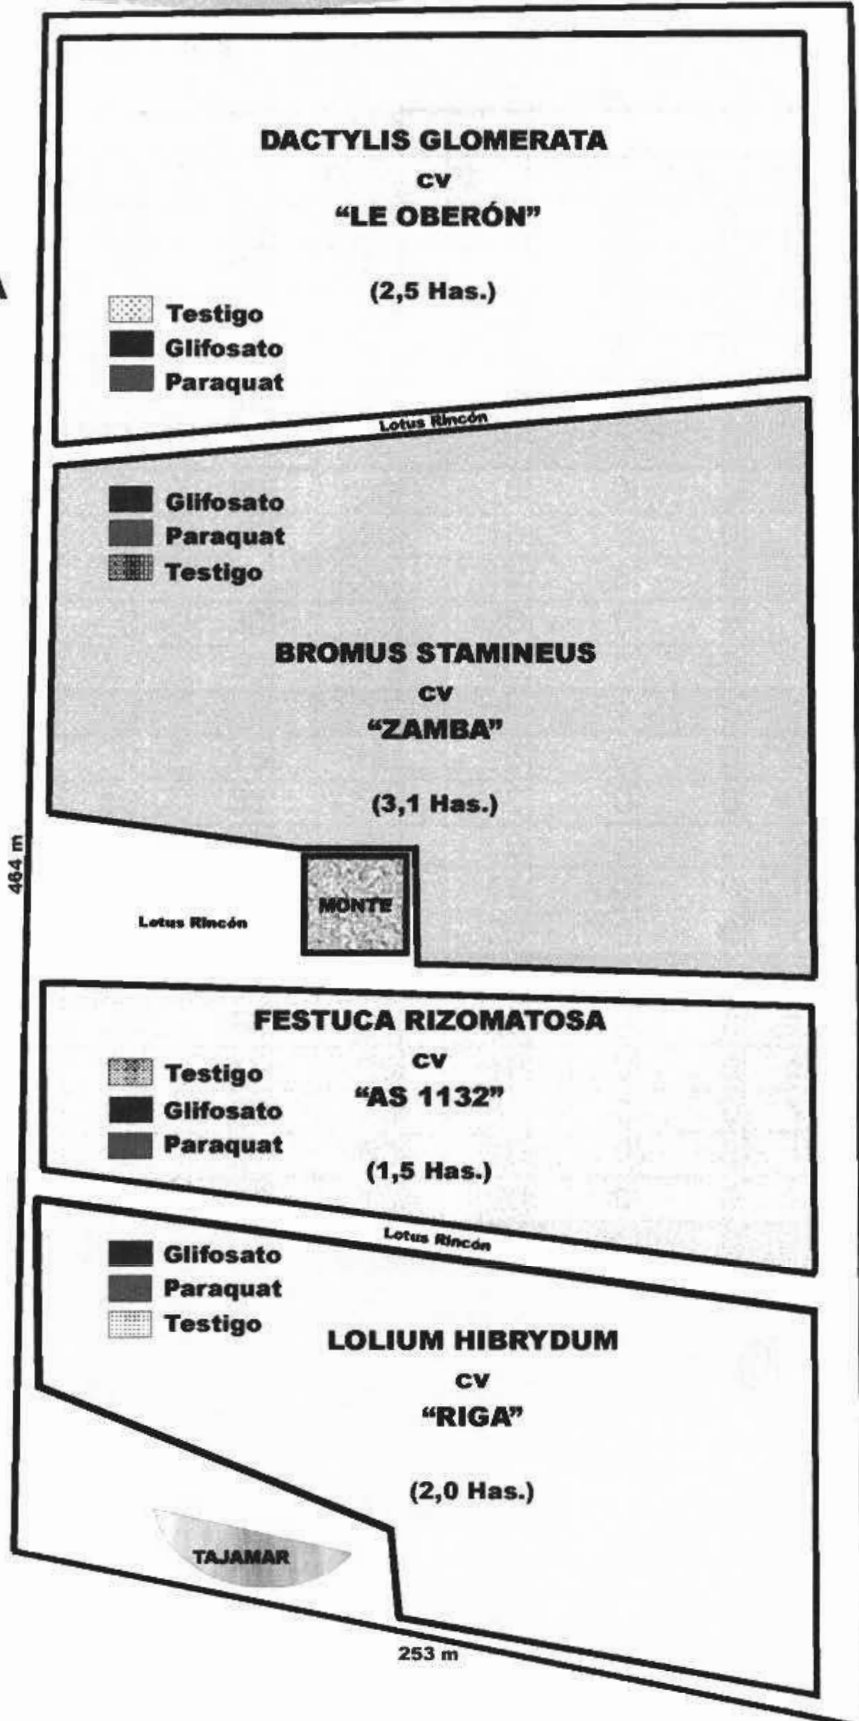 DACTYLIS GLOMERATA
CV
“LE OBERÓN”
(2,5 Has.)
A
Testigo
Glifosato
Paraquat
Lotus Rincón
Glifosato
Paraquat
Testigo
BROMUS STAMINEUS
CV
“ZAMBA”
(3,1 Has.)
464 m
MONTE
Lotus Rincón
FESTUCA RIZOMATOSA
CV
“AS 1132”
(1,5 Has.)
Testigo
Glifosato
Paraquat
Lotus Rincón
Glifosato
Paraquat
Testigo
LOLIUM HIBRYDUM
CV
“RIGA”
(2,0 Has.)
TAJAMAR
253 m